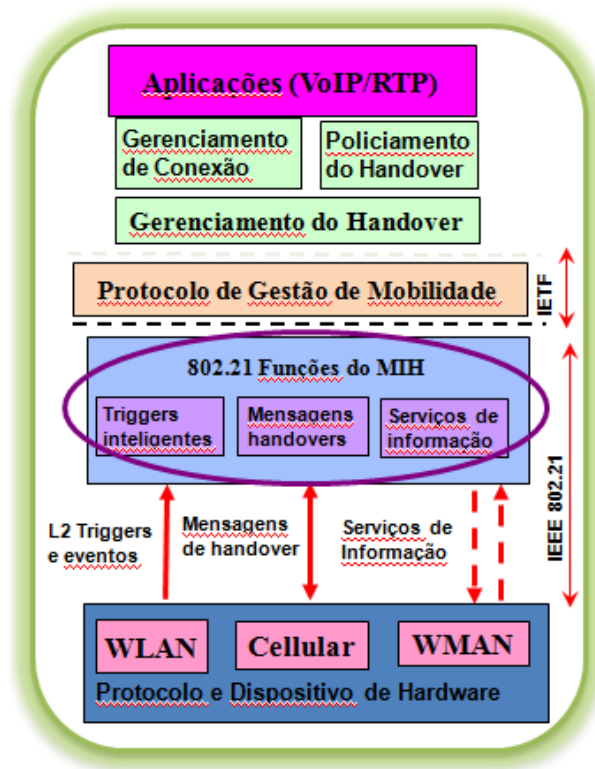 Aplicações (VoIP/RTP)
Gerenciamento
de Conexão
Policiamento
do Handover
Gerenciamento do Handover
Protocolo de Gestão de Mobilidade
IETF
802.21 Funções do MIH
Triggers
inteligentes
Mensagens
handovers
Serviços de
informação
L2 Triggers
e eventos
Mensagens
de handover
Serviços de
Informação
IEEE 802.21
WLAN
Cellular
WMAN
Protocolo e Dispositivo de Hardware